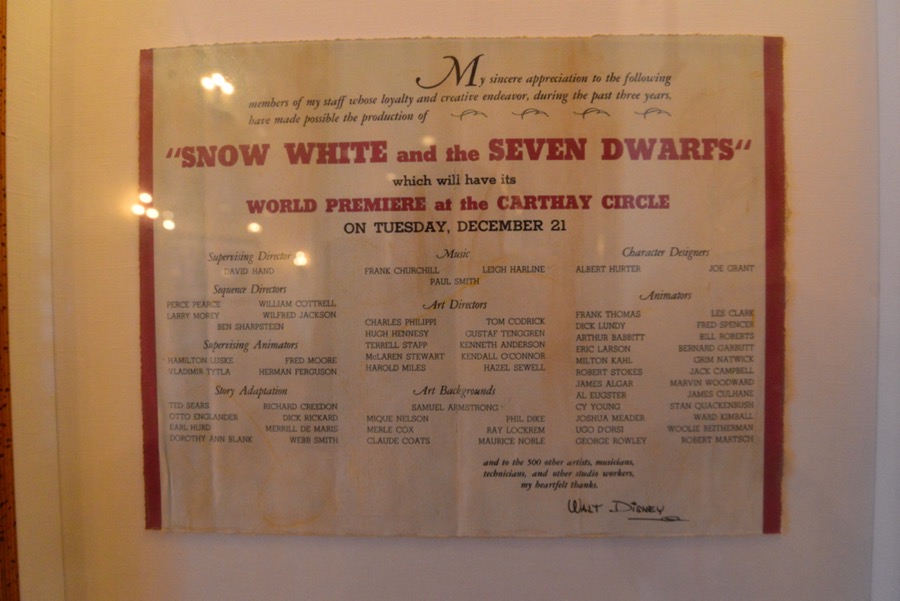 My sincere appreciation to the following
members of my staff whose loyalty and creative endeavor, during the past three years,
have made possible the production of
"SNOW WHITE and the SEVEN DWARFS"
which will have its
WORLD PREMIERE at the CARTHAY CIRCLE
ON TUESDAY, DECEMBER 21
Supervising Director
DAVID HAND
Sequence Directors
PERCE PEARCE WILLIAM COTTRELL
LARRY MOREY WILFRED JACKSON
BEN SHARPSTEEN
Supervising Animators
HAMILTON LUSKE FRED MOORE
VLADIMIR TYTLA HERMAN FERGUSON
Story Adaptation
TED SEARS RICHARD CREEDON
OTTO ENGLANDER DICK RICKARD
EARL HURD MERRILL DE MARIS
DOROTHY ANN BLANK WEBB SMITH
Music
FRANK CHURCHILL LEIGH HARLINE
PAUL SMITH
Art Directors
CHARLES PHILIPPI TOM CODRICK
HUGH HENNESY GUSTAF TENGGREN
TERRELL STAPP KENNETH ANDERSON
McLAREN STEWART KENDALL O'CONNOR
HAROLD MILES HAZEL SEWELL
Art Backgrounds
SAMUEL ARMSTRONG
MIQUE NELSON PHIL DIKE
MERLE COX RAY LOCKREM
CLAUDE COATS MAURICE NOBLE
Character Designers
ALBERT HURTER JOE GRANT
Animators
FRANK THOMAS LES CLARK
DICK LUNDY FRED SPENCER
ARTHUR BABBITT BILL ROBERTS
ERIC LARSON BERNARD GARBUTT
MILTON KAHL GRIM NATWICK
ROBERT STOKES JACK CAMPBELL
JAMES ALGAR MARVIN WOODWARD
AL EUGSTER JAMES CULHANE
CY YOUNG STAN QUACKENBUSH
JOSHUA MEADER WARD KIMBALL
UGO D'ORSI WOOLIE REITHERMAN
GEORGE ROWLEY ROBERT MARTSCH
and to the 500 other artists, musicians,
technicians, and other studio workers,
my heartfelt thanks.
WALT DISNEY